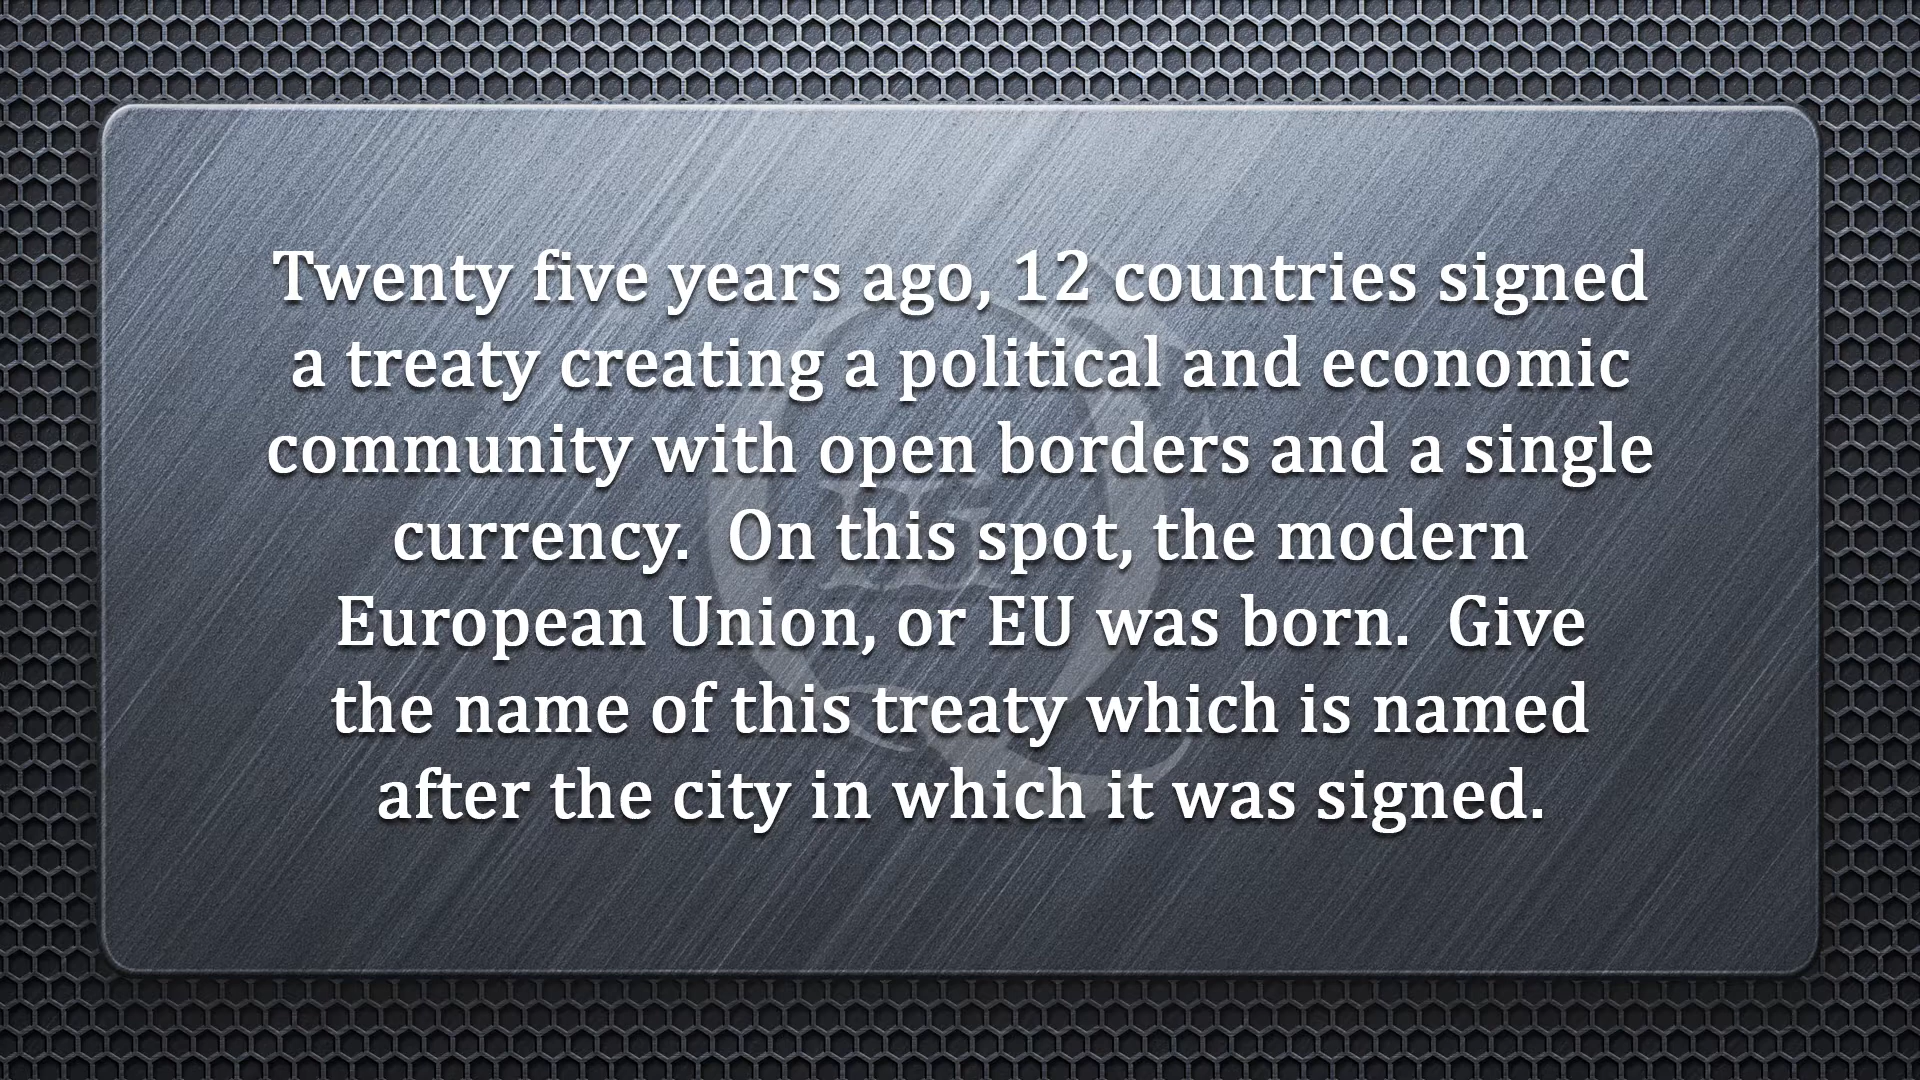 Twenty five years ago, 12 countries signed
a treaty creating a political and economic
community with open borders and a single
currency.  On this spot, the modern
European Union, or EU was born.  Give
the name of this treaty which is named
after the city in which it was signed.